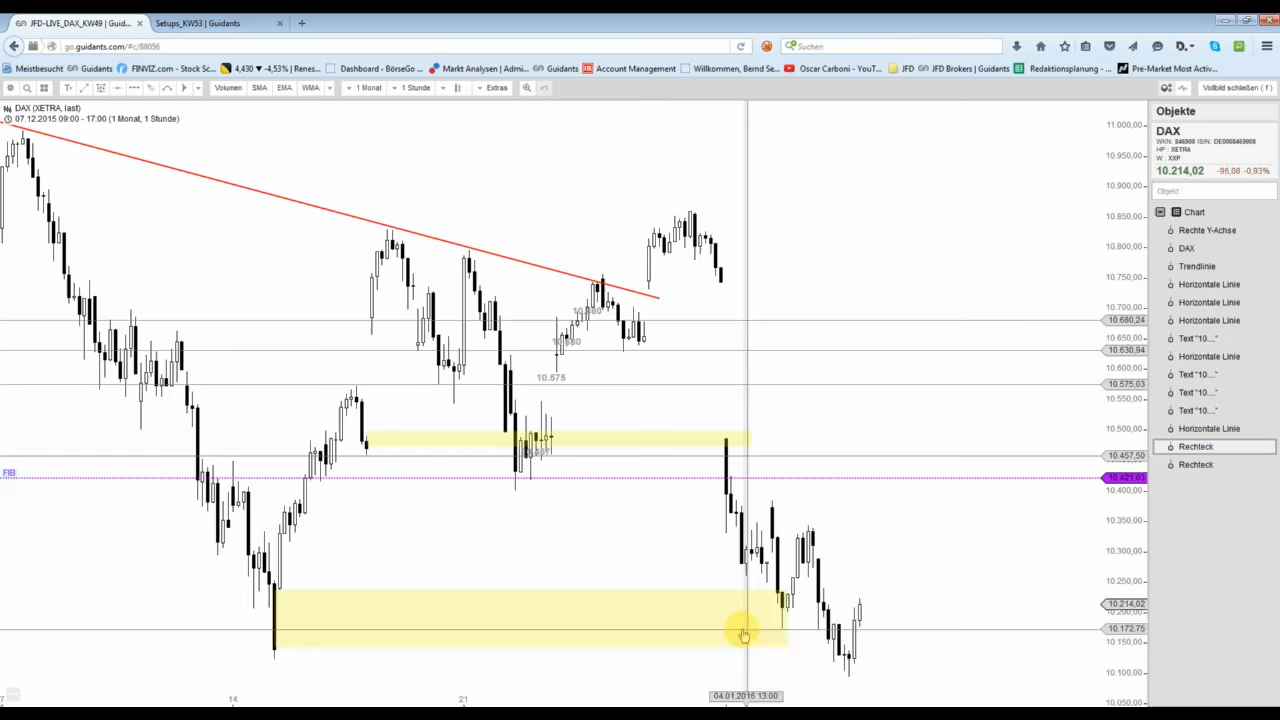 JFD-LIVE_DAX_KW49 | Guid...
Setups_KW53 | Guidants
go.guidants.com/#c/88056
Suchen
Meistbesucht
Guidants
FINVIZ.com - Stock Sc...
4,430 ▼ -4,53% | Renes...
Dashboard - BörseGo ...
Markt Analysen | Admi...
Guidants
Account Management
Willkommen, Bernd Se...
Oscar Carboni - YouT...
JFD
JFD Brokers | Guidants
Redaktionsplanung - ...
Pre-Market Most Activ...
Volumen
SMA
EMA
WMA
1 Monat
1 Stunde
Extras
Vollbild schließen ( f )
DAX (XETRA, last)
07.12.2015 09:00 - 17:00 (1 Monat, 1 Stunde)
11.000,00
10.950,00
10.900,00
10.850,00
10.800,00
10.750,00
10.700,00
10.680,24
10.650,00
10.630,94
10.600,00
10.575,03
10.550,00
10.500,00
10.457,50
10.421,03
10.400,00
10.350,00
10.300,00
10.250,00
10.214,02
10.200,00
10.172,75
10.150,00
10.100,00
10.050,00
10.575
FIB
7
14
21
04.01.2016 13:00
Objekte
DAX
WKN: 846900 ISIN: DE0008469008
HP : XETRA
W : XXP
10.214,02 -96,08 -0,93%
Objekt
Chart
Rechte Y-Achse
DAX
Trendlinie
Horizontale Linie
Horizontale Linie
Horizontale Linie
Text "10...."
Horizontale Linie
Text "10...."
Text "10...."
Text "10...."
Horizontale Linie
Rechteck
Rechteck